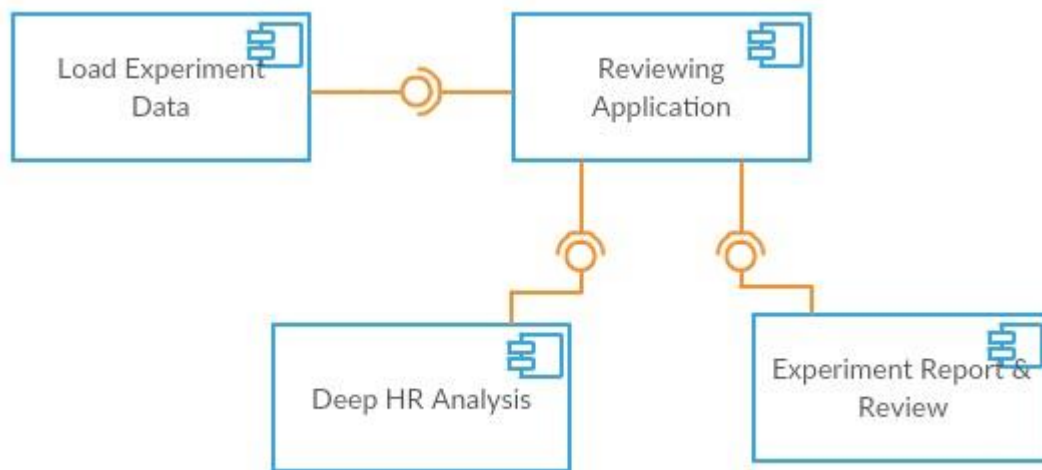 Load Experiment
Data
Reviewing
Application
Deep HR Analysis
Experiment Report &
Review